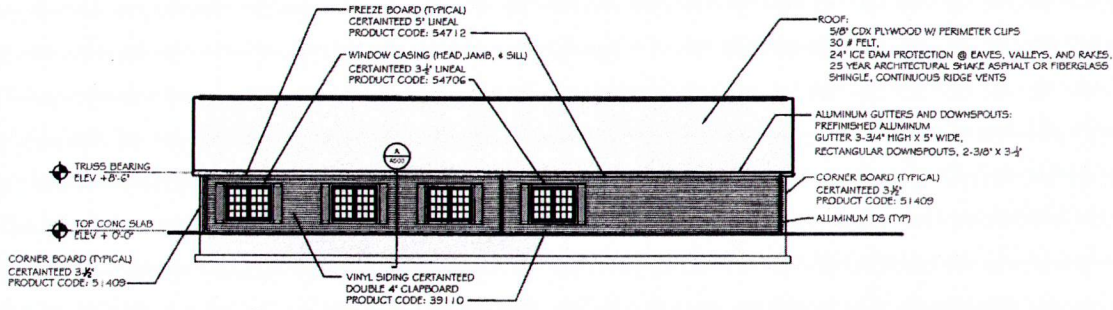 FREEZE BOARD (TYPICAL)
CERTAINTEED 5" LINEAL
PRODUCT CODE: 54712
WINDOW CASING (HEAD, JAMB, & SILL)
CERTAINTEED 3-½" LINEAL
PRODUCT CODE: 54706
ROOF:
5/8" CDX PLYWOOD W/ PERIMETER CLIPS
30 # FELT,
24" ICE DAM PROTECTION @ EAVES, VALLEYS, AND RAKES,
25 YEAR ARCHITECTURAL SHAKE ASPHALT OR FIBERGLASS
SHINGLE, CONTINUOUS RIDGE VENTS
ALUMINUM GUTTERS AND DOWNSPOUTS:
PREFINISHED ALUMINUM
GUTTER 3-3/4" HIGH X 5" WIDE,
RECTANGULAR DOWNSPOUTS, 2-3/8" X 3-¼"
A
A500
TRUSS BEARING
ELEV +8'-6"
TOP CONC SLAB
ELEV + 0'-0"
CORNER BOARD (TYPICAL)
CERTAINTEED 3-½"
PRODUCT CODE: 51409
ALUMINUM DS (TYP)
CORNER BOARD (TYPICAL)
CERTAINTEED 3-½"
PRODUCT CODE: 51409
VINYL SIDING CERTAINTEED
DOUBLE 4" CLAPBOARD
PRODUCT CODE: 39110